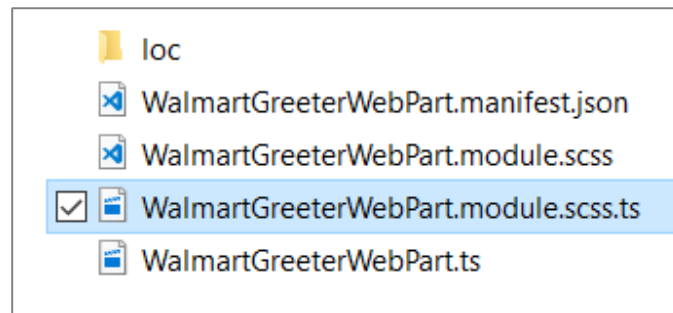 loc
WalmartGreeterWebPart.manifest.json
WalmartGreeterWebPart.module.scss
WalmartGreeterWebPart.module.scss.ts
WalmartGreeterWebPart.ts